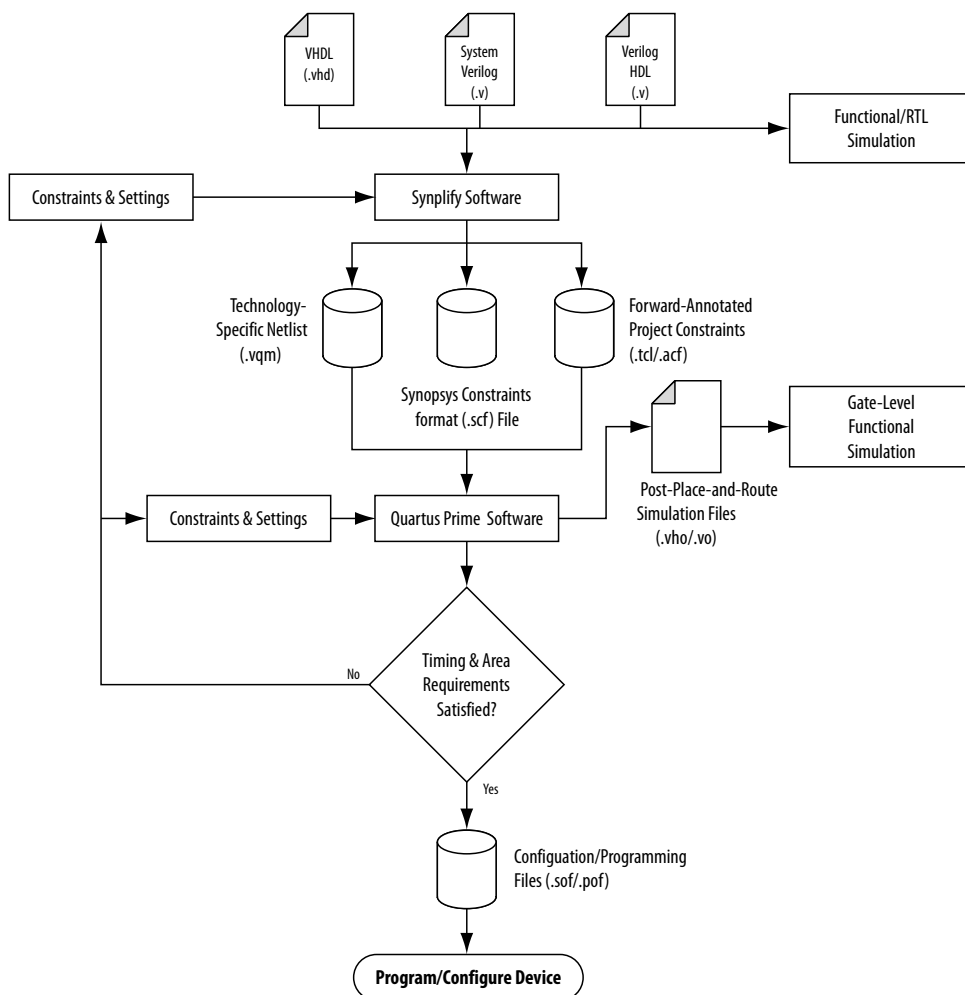 VHDL
(.vhd)
System
Verilog
(.v)
Verilog
HDL
(.v)
Functional/RTL
Simulation
Constraints & Settings
Synplify Software
Technology-
Specific Netlist
(.vqm)
Forward-Annotated
Project Constraints
(.tcl/.acf)
Synopsys Constraints
format (.scf) File
Gate-Level
Functional
Simulation
Post-Place-and-Route
Simulation Files
(.vho/.vo)
Constraints & Settings
Quartus Prime Software
Timing & Area
Requirements
Satisfied?
No
Yes
Configuation/Programming
Files (.sof/.pof)
Program/Configure Device